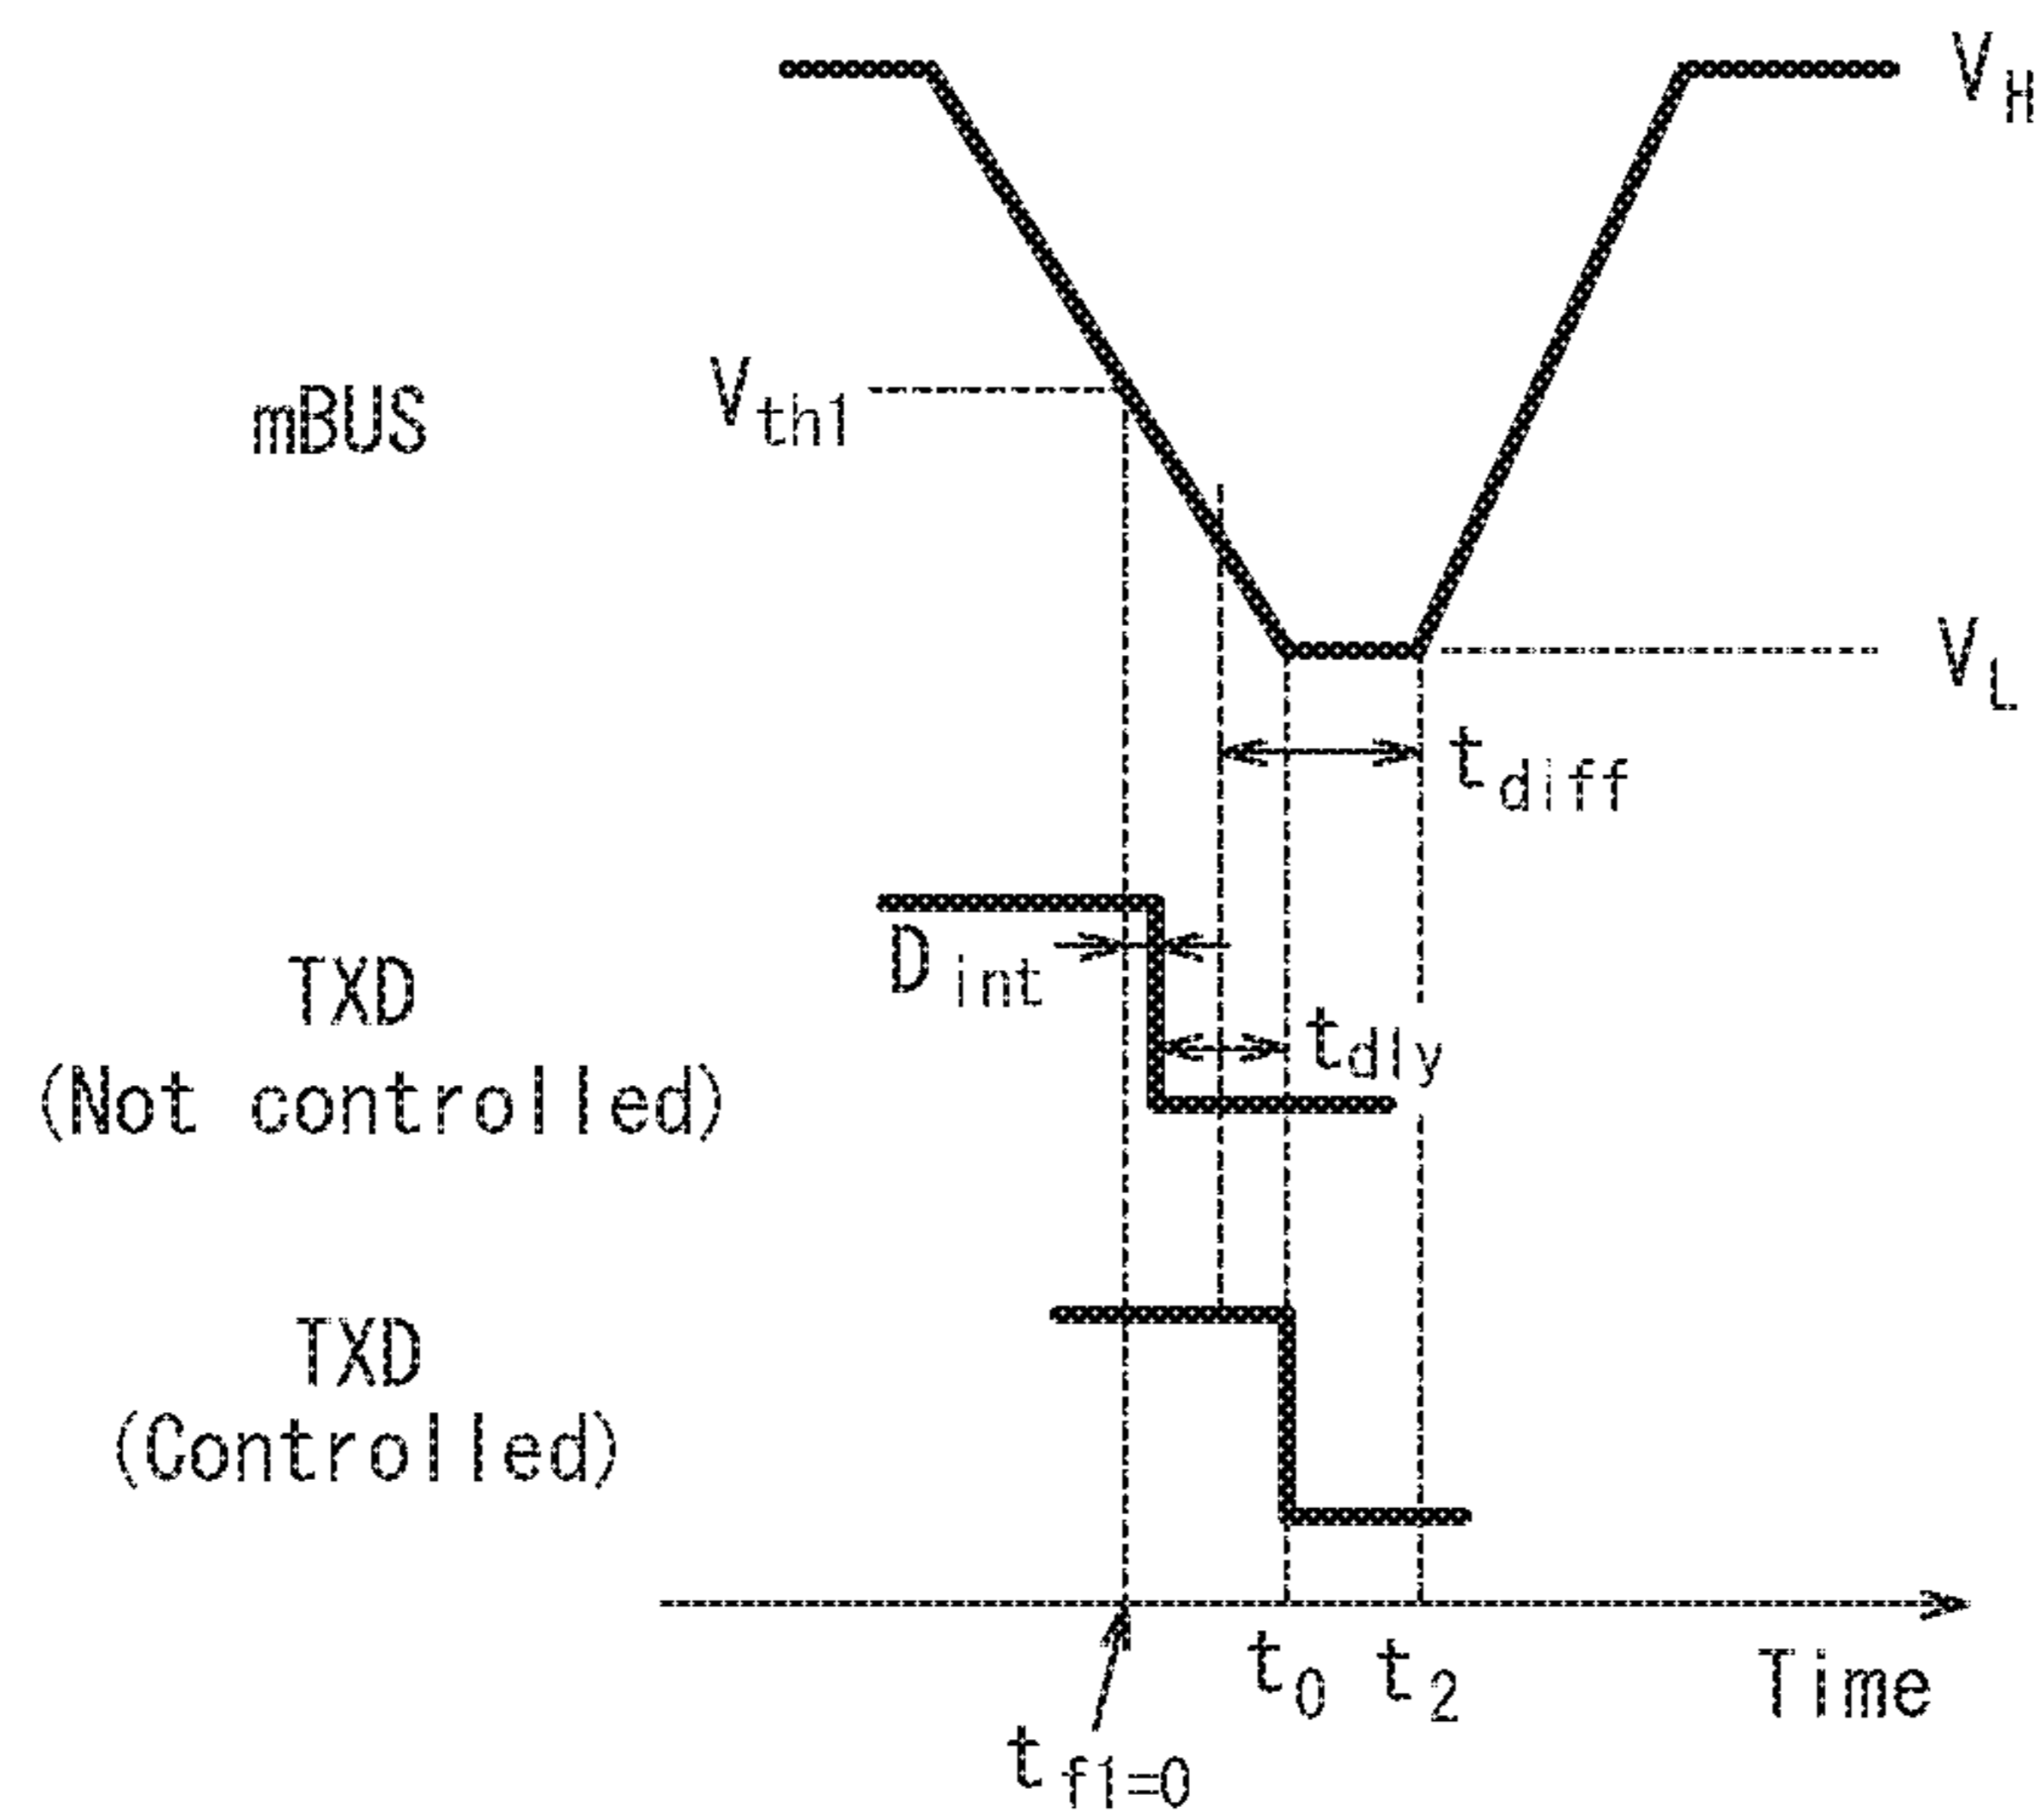 V_H
mBUS
V_th1
V_L
t_diff
D_int
TXD
(Not controlled)
t_dly
TXD
(Controlled)
t_0 t_2 Time
t_f1=0